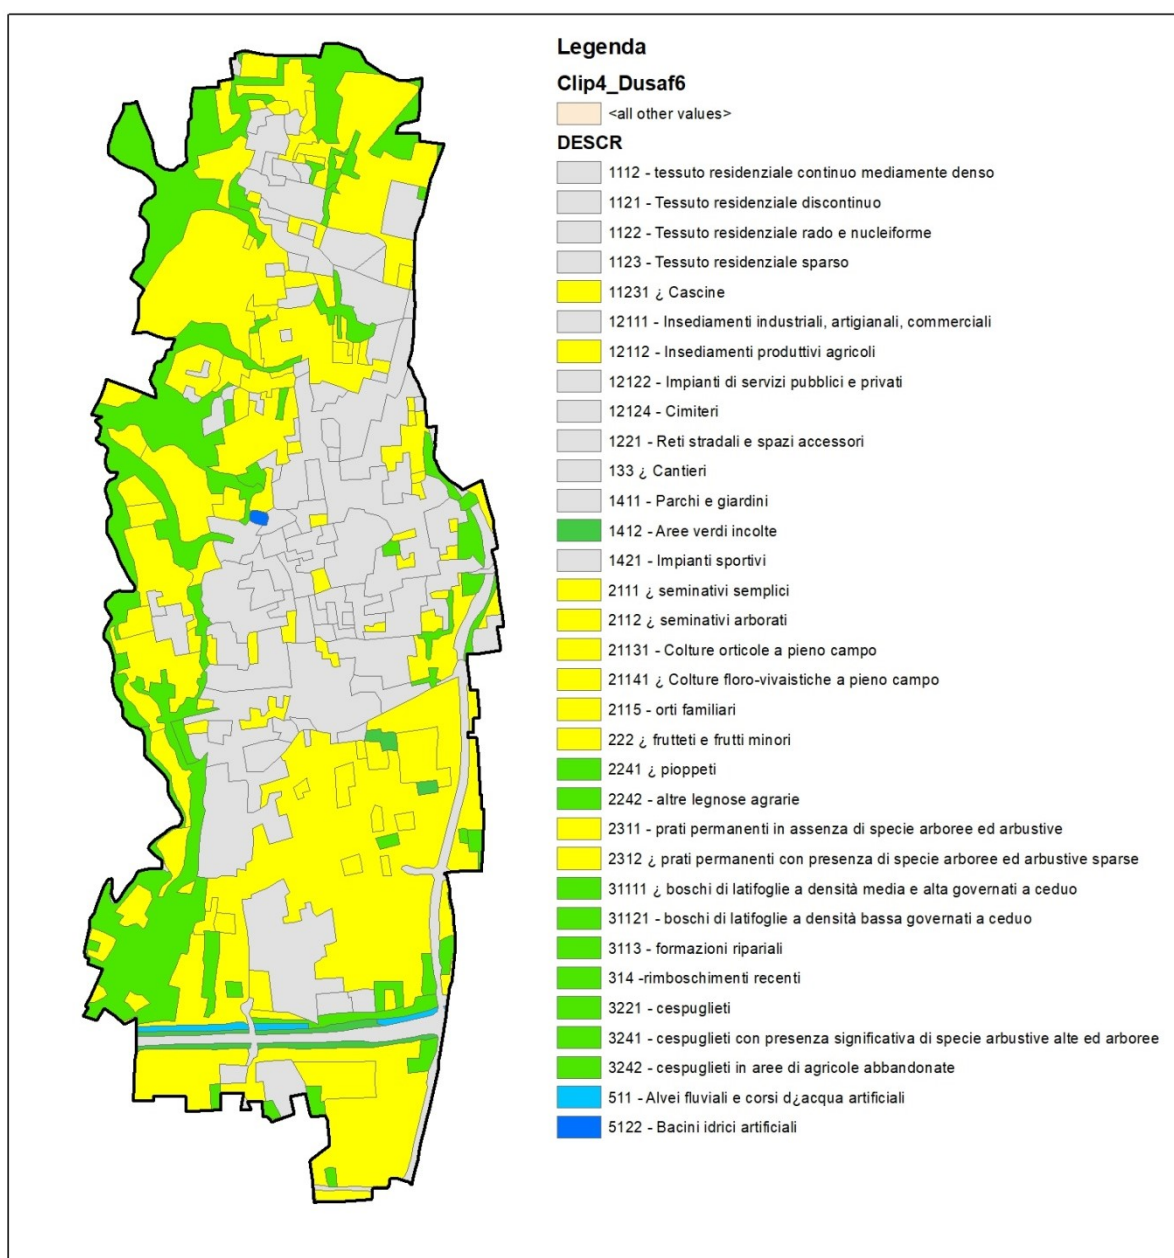 Legenda
Clip4_Dusaf6
<all other values>
DESCR
1112 - tessuto residenziale continuo mediamente denso
1121 - Tessuto residenziale discontinuo
1122 - Tessuto residenziale rado e nucleiforme
1123 - Tessuto residenziale sparso
11231 ¿ Cascine
12111 - Insediamenti industriali, artigianali, commerciali
12112 - Insediamenti produttivi agricoli
12122 - Impianti di servizi pubblici e privati
12124 - Cimiteri
1221 - Reti stradali e spazi accessori
133 ¿ Cantieri
1411 - Parchi e giardini
1412 - Aree verdi incolte
1421 - Impianti sportivi
2111 ¿ seminativi semplici
2112 ¿ seminativi arborati
21131 - Colture orticole a pieno campo
21141 ¿ Colture floro-vivaistiche a pieno campo
2115 - orti familiari
222 ¿ frutteti e frutti minori
2241 ¿ pioppeti
2242 - altre legnose agrarie
2311 - prati permanenti in assenza di specie arboree ed arbustive
2312 ¿ prati permanenti con presenza di specie arboree ed arbustive sparse
31111 ¿ boschi di latifoglie a densità media e alta governati a ceduo
31121 - boschi di latifoglie a densità bassa governati a ceduo
3113 - formazioni ripariali
314 -rimboschimenti recenti
3221 - cespuglieti
3241 - cespuglieti con presenza significativa di specie arbustive alte ed arboree
3242 - cespuglieti in aree di agricole abbandonate
511 - Alvei fluviali e corsi d¿acqua artificiali
5122 - Bacini idrici artificiali